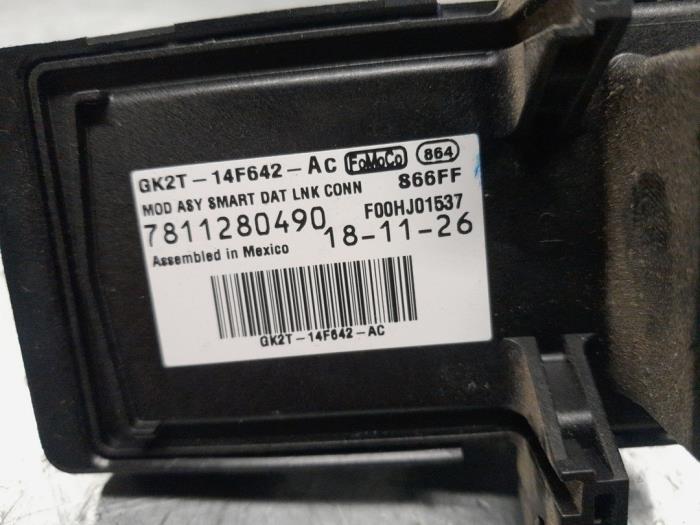 GK2T-14F642-AC FoMoCo 864
MOD ASY SMART DAT LNK CONN 866FF
7811280490 F00HJ01537
Assembled in Mexico 18-11-26
GK2T-14F642-AC